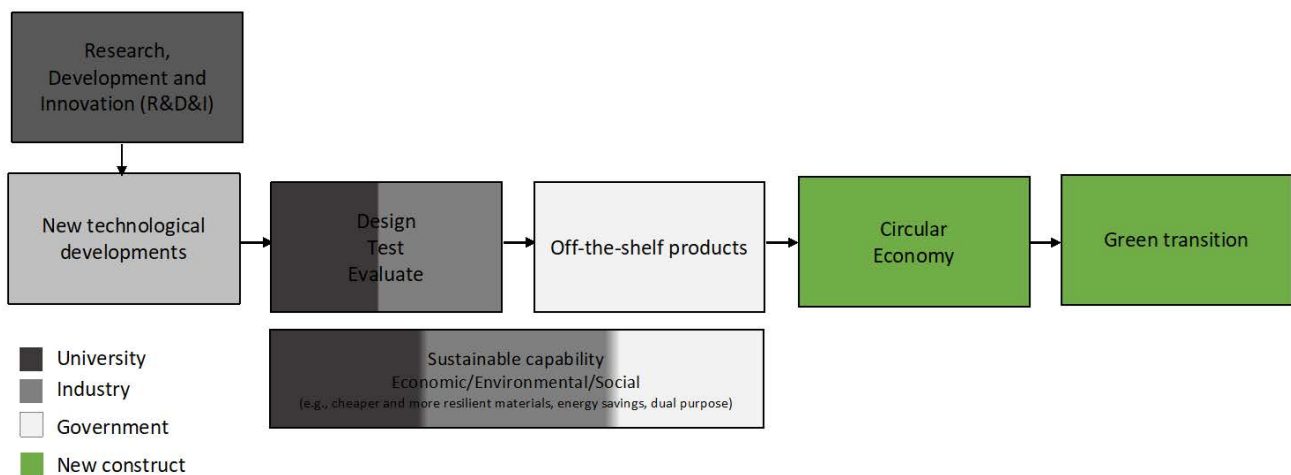 Research,
Development and
Innovation (R&D&I)
New technological
developments
Design
Test
Evaluate
Off-the-shelf products
Circular
Economy
Green transition
Sustainable capability
Economic/Environmental/Social
(e.g., cheaper and more resilient materials, energy savings, dual purpose)
University
Industry
Government
New construct